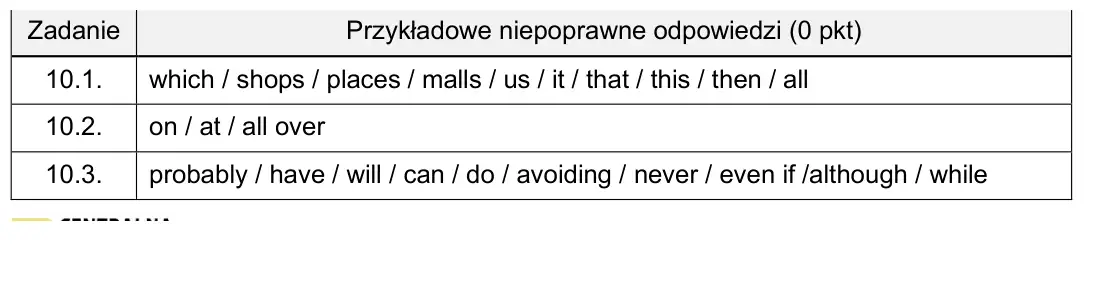 Zadanie Przykładowe niepoprawne odpowiedzi (0 pkt)
10.1. which / shops / places / malls / us / it / that / this / then / all
10.2. on / at / all over
10.3. probably / have / will / can / do / avoiding / never / even if /although / while